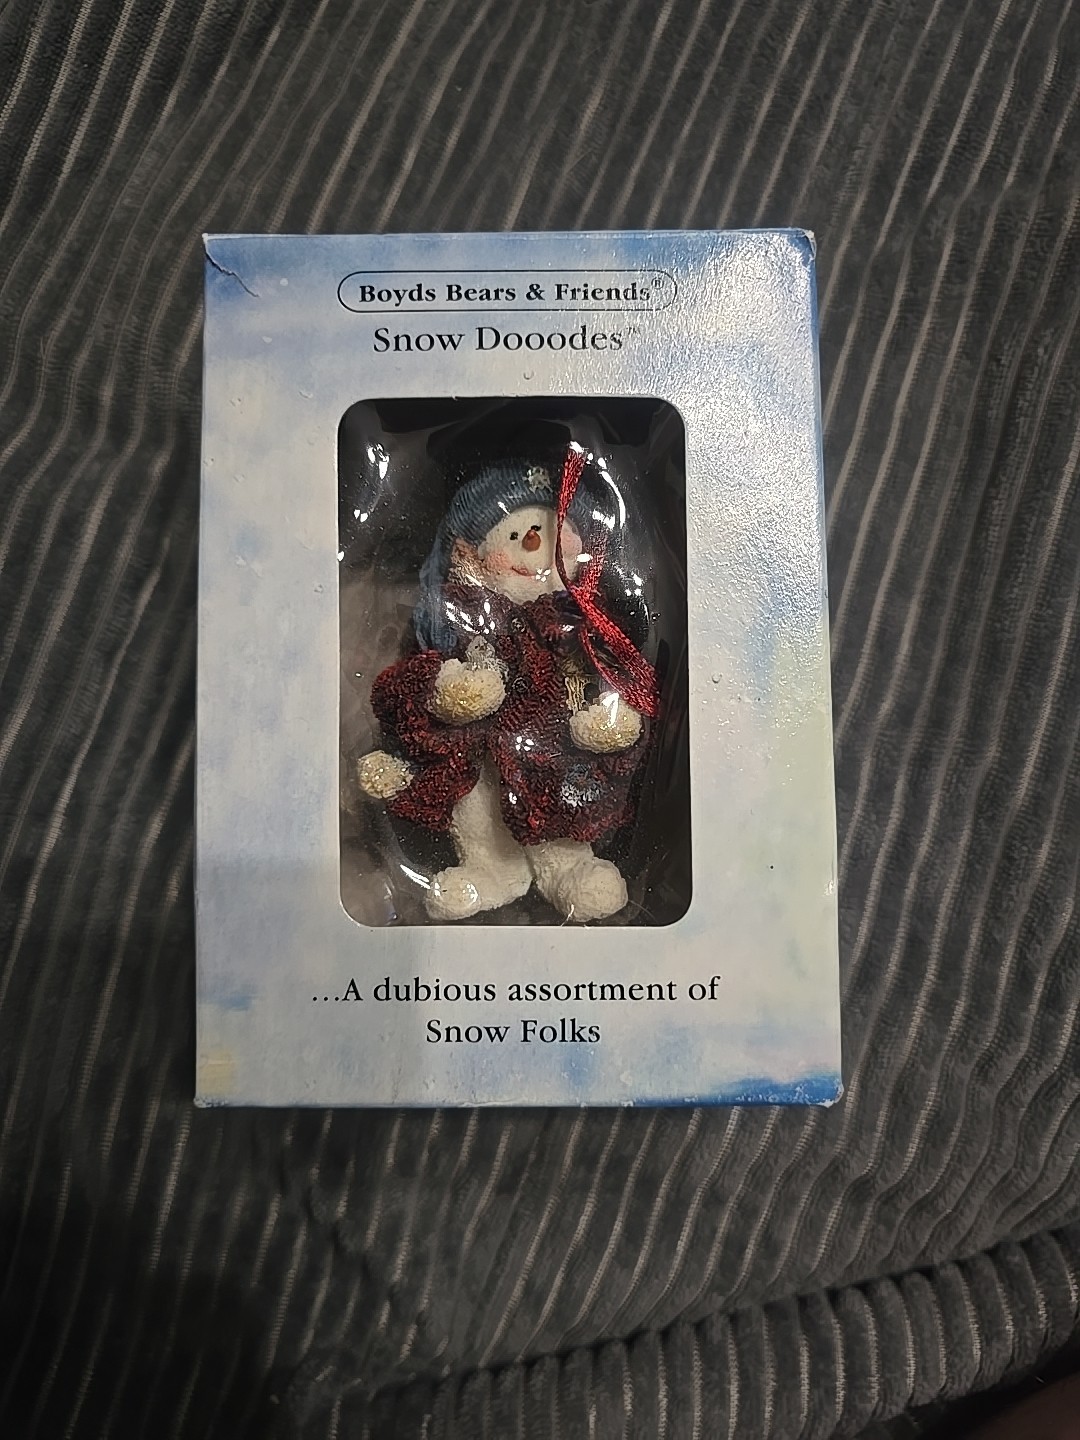 Boyds Bears & Friends®
Snow Dooodes™
...A dubious assortment of
Snow Folks